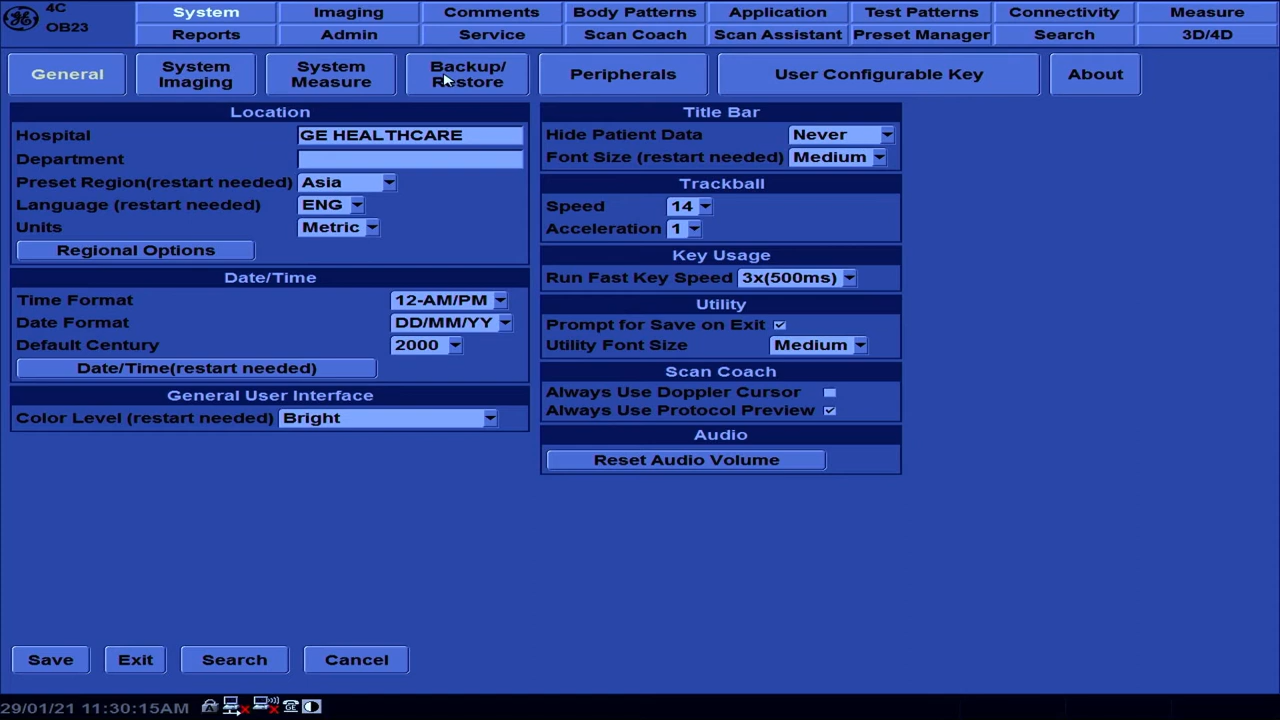 4C
OB23
System Imaging Comments Body Patterns Application Test Patterns Connectivity Measure
Reports Admin Service Scan Coach Scan Assistant Preset Manager Search 3D/4D
General
System
Imaging
System
Measure
Backup/
Restore
Peripherals
User Configurable Key
About
Location
Hospital GE HEALTHCARE
Department
Preset Region(restart needed) Asia
Language (restart needed) ENG
Units Metric
Regional Options
Date/Time
Time Format 12-AM/PM
Date Format DD/MM/YY
Default Century 2000
Date/Time(restart needed)
General User Interface
Color Level (restart needed) Bright
Title Bar
Hide Patient Data Never
Font Size (restart needed) Medium
Trackball
Speed 14
Acceleration 1
Key Usage
Run Fast Key Speed 3x(500ms)
Utility
Prompt for Save on Exit
Utility Font Size Medium
Scan Coach
Always Use Doppler Cursor
Always Use Protocol Preview
Audio
Reset Audio Volume
Save Exit Search Cancel
29/01/21 11:30:15AM